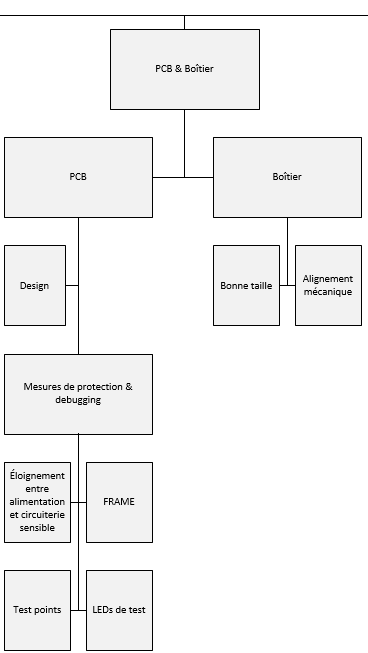 PCB & Boîtier
PCB
Boîtier
Design
Bonne taille
Alignement
mécanique
Mesures de protection &
debugging
Éloignement
entre
alimentation
et circuiterie
sensible
FRAME
Test points
LEDs de test